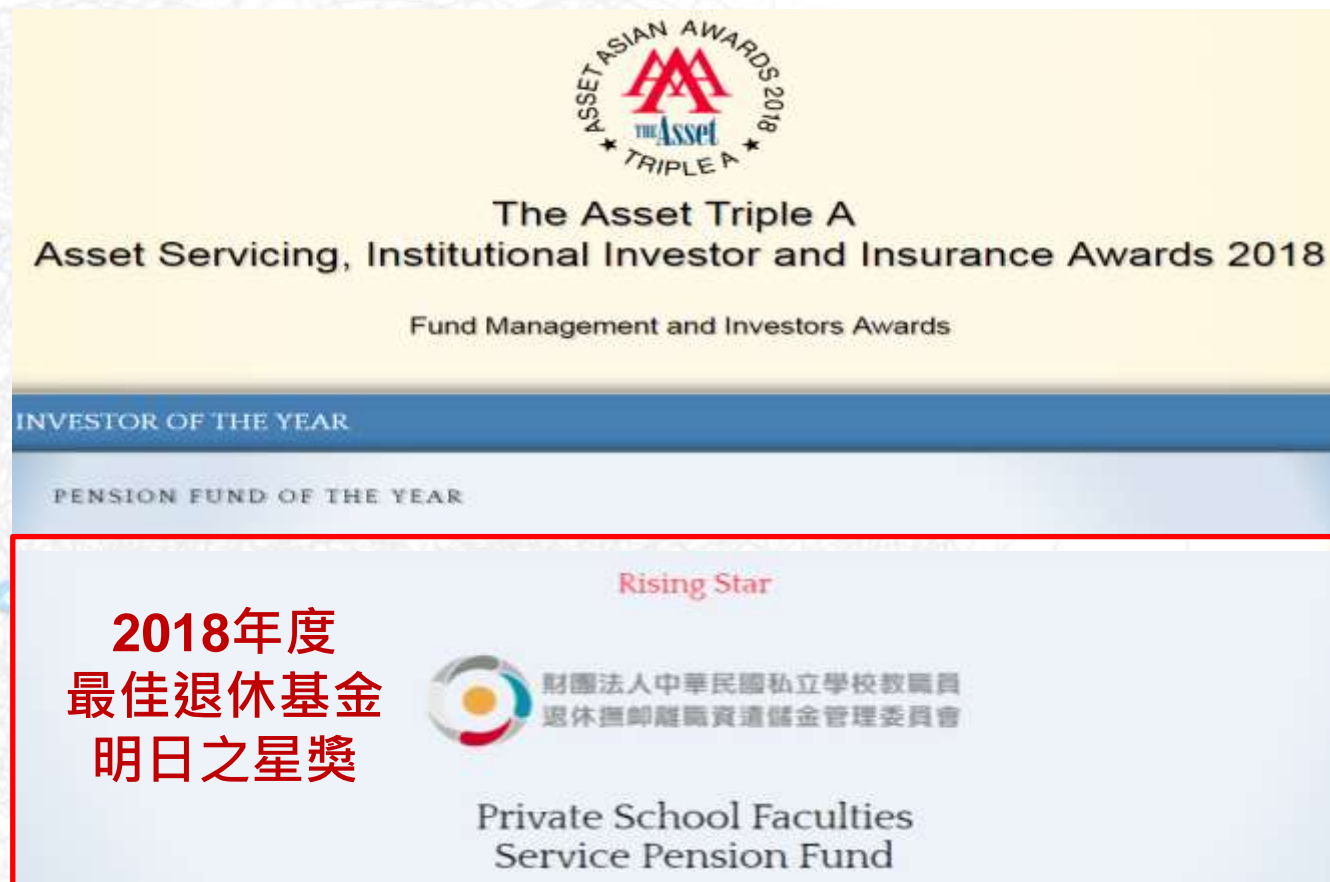 ASSET ASIAN AWARDS 2018
THE Asset
TRIPLE A
The Asset Triple A
Asset Servicing, Institutional Investor and Insurance Awards 2018
Fund Management and Investors Awards
INVESTOR OF THE YEAR
PENSION FUND OF THE YEAR
Rising Star
2018年度
最佳退休基金
明日之星獎
財團法人中華民國私立學校教職員
退休撫卹離職資遣儲金管理委員會
Private School Faculties
Service Pension Fund